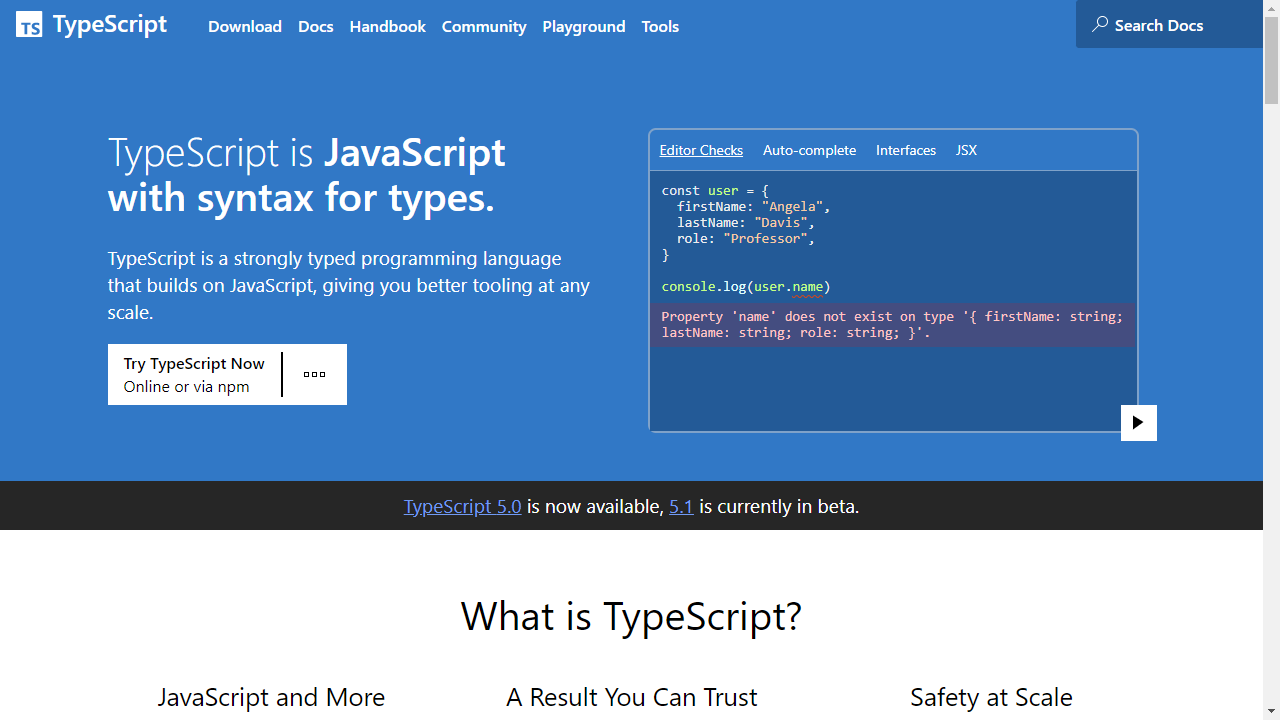 TS TypeScript Download Docs Handbook Community Playground Tools Search Docs
TypeScript is JavaScript
with syntax for types.
TypeScript is a strongly typed programming language
that builds on JavaScript, giving you better tooling at any
scale.
Try TypeScript Now
Online or via npm
Editor Checks Auto-complete Interfaces JSX
const user = {
  firstName: "Angela",
  lastName: "Davis",
  role: "Professor",
}
console.log(user.name)
Property 'name' does not exist on type '{ firstName: string;
lastName: string; role: string; }'.
TypeScript 5.0 is now available, 5.1 is currently in beta.
What is TypeScript?
JavaScript and More A Result You Can Trust Safety at Scale